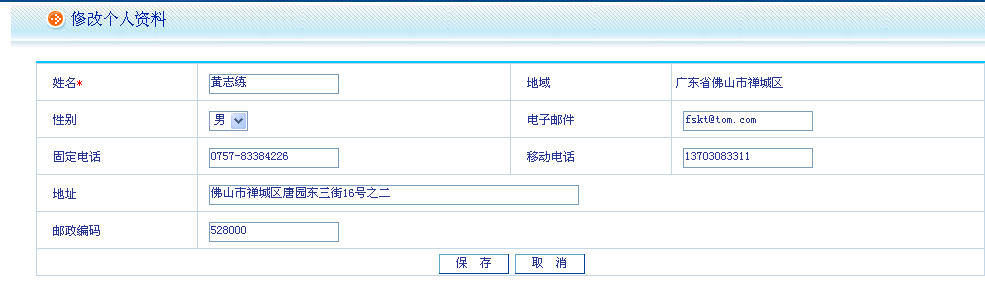 修改个人资料
姓名* 黄志练 地域 广东省佛山市禅城区
性别 男 电子邮件 fskt@tom.com
固定电话 0757-83384226 移动电话 13703083311
地址 佛山市禅城区唐园东三街16号之二
邮政编码 528000
保 存 取 消